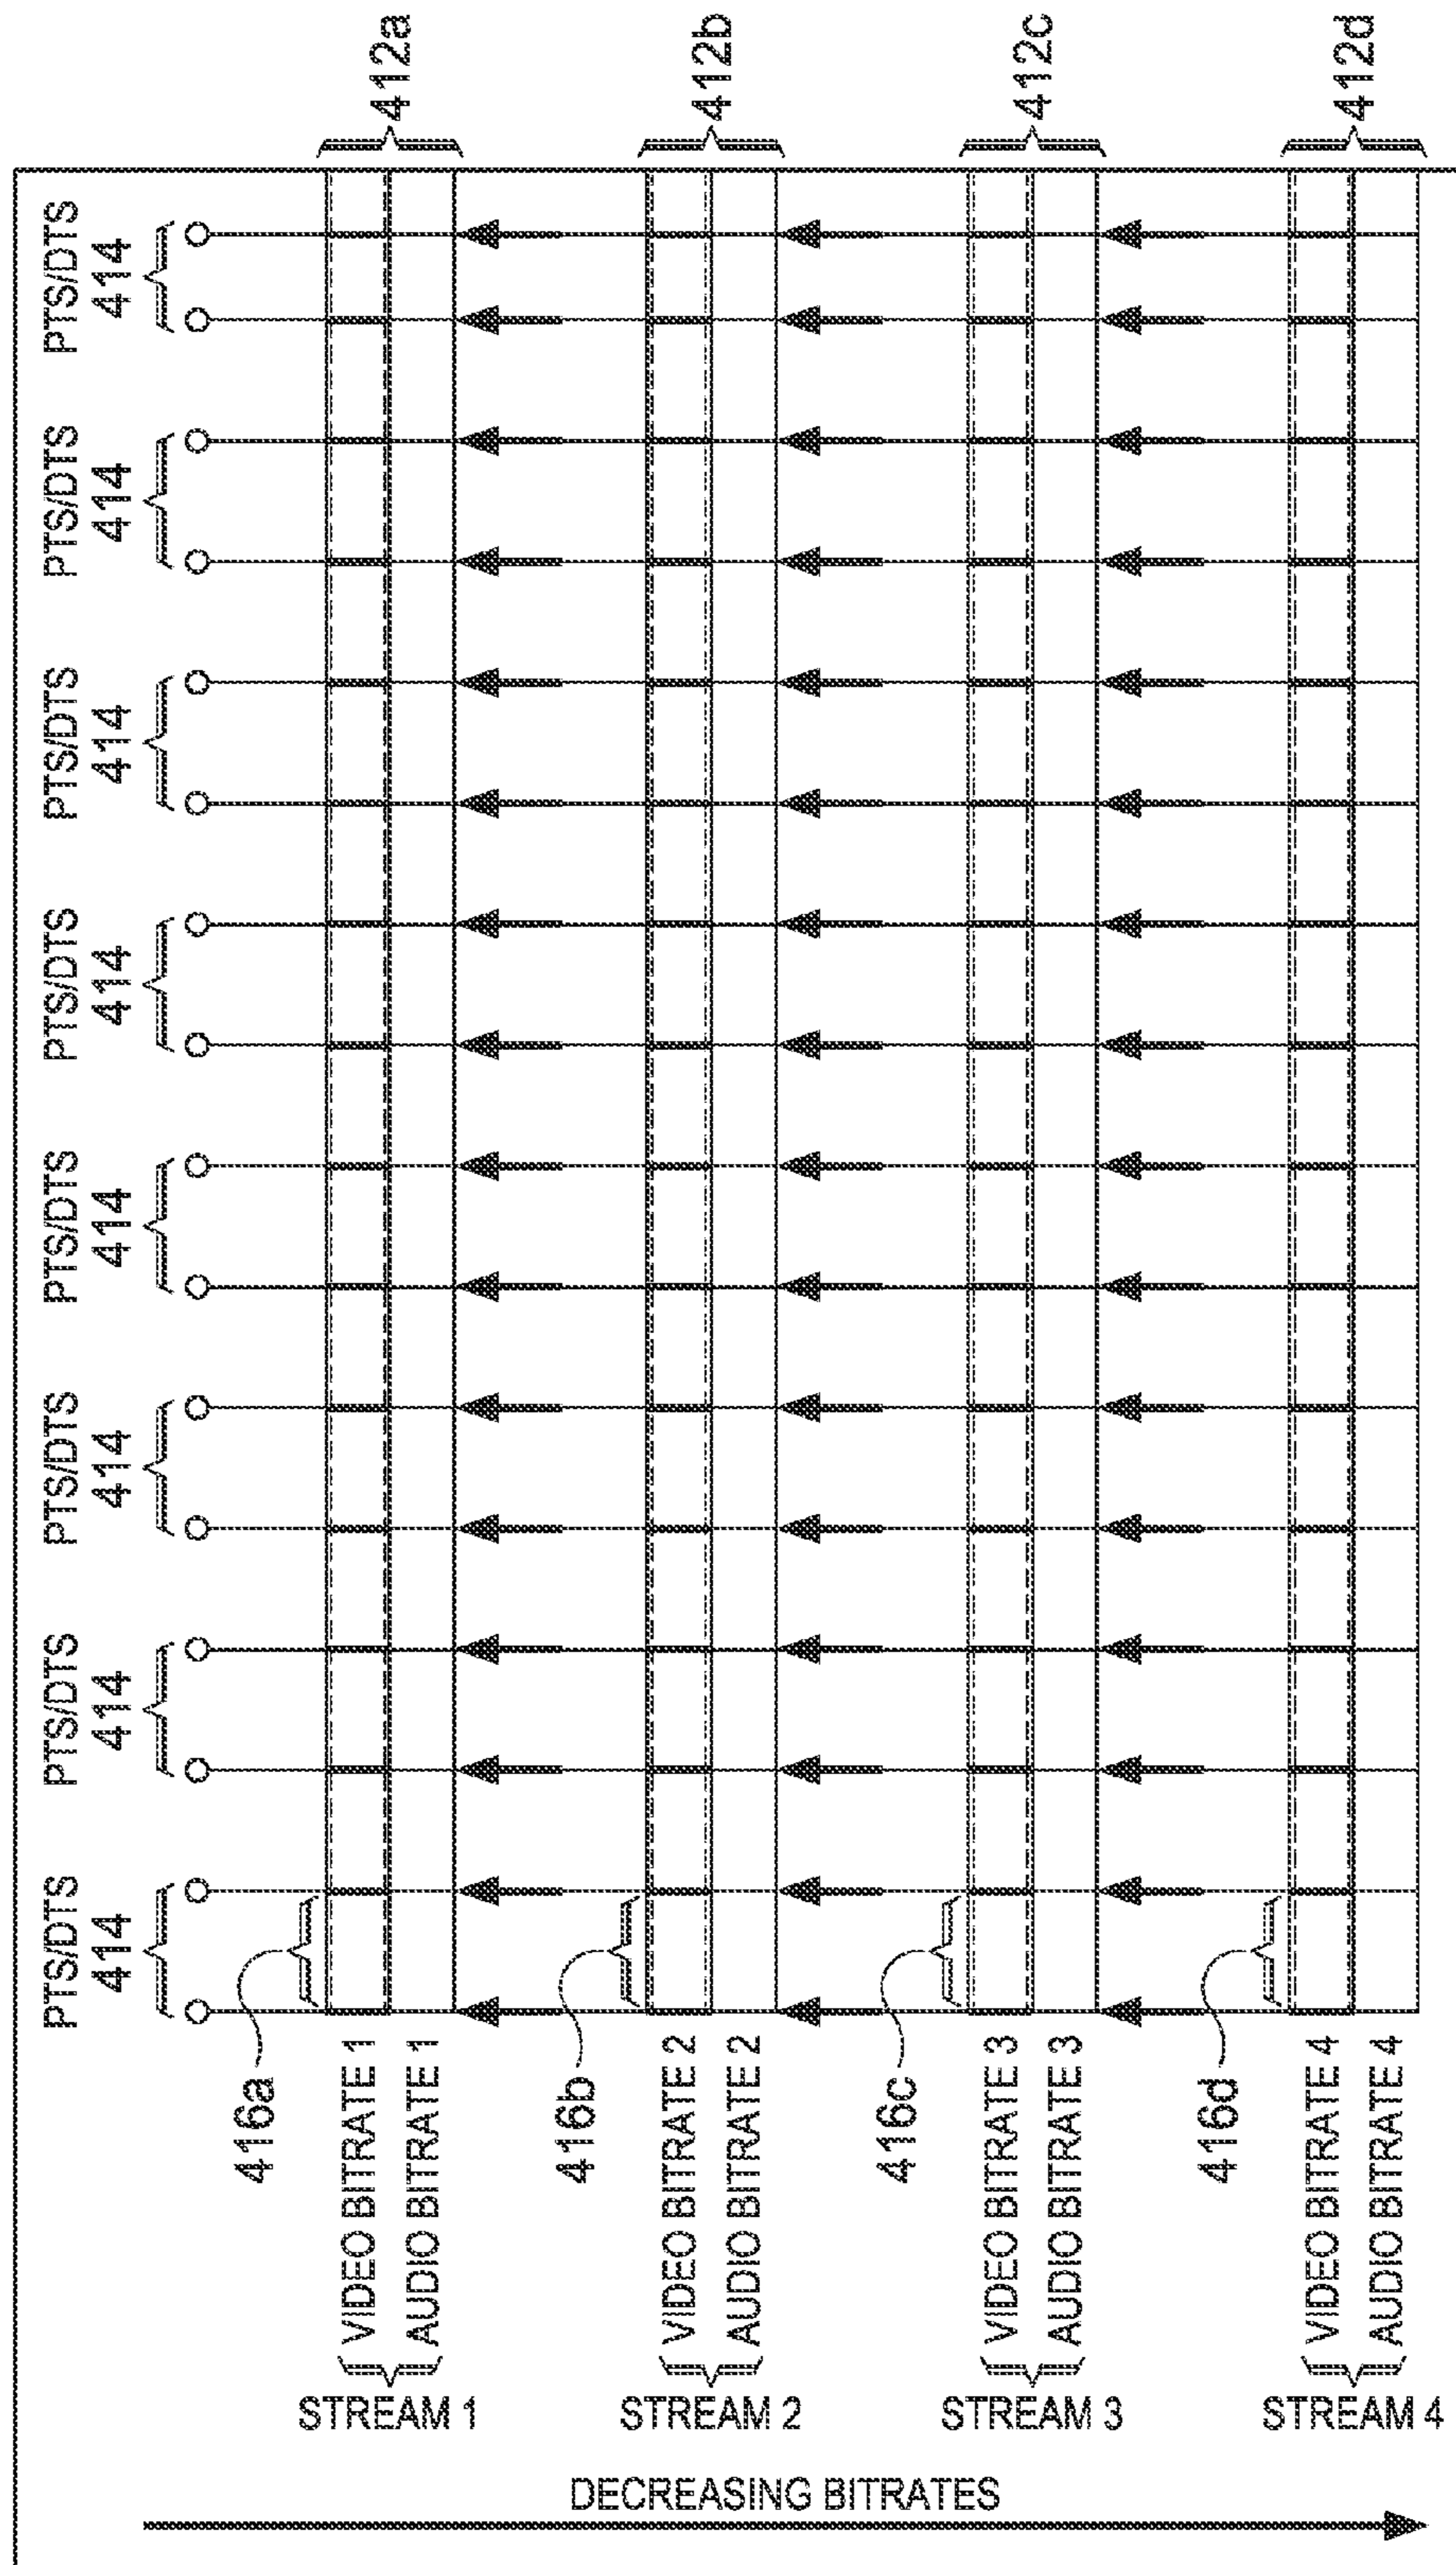 PTS/DTS
414
PTS/DTS
414
PTS/DTS
414
PTS/DTS
414
PTS/DTS
414
PTS/DTS
414
PTS/DTS
414
PTS/DTS
414
416a
STREAM 1
VIDEO BITRATE 1
AUDIO BITRATE 1
412a
416b
STREAM 2
VIDEO BITRATE 2
AUDIO BITRATE 2
412b
416c
STREAM 3
VIDEO BITRATE 3
AUDIO BITRATE 3
412c
416d
STREAM 4
VIDEO BITRATE 4
AUDIO BITRATE 4
412d
DECREASING BITRATES